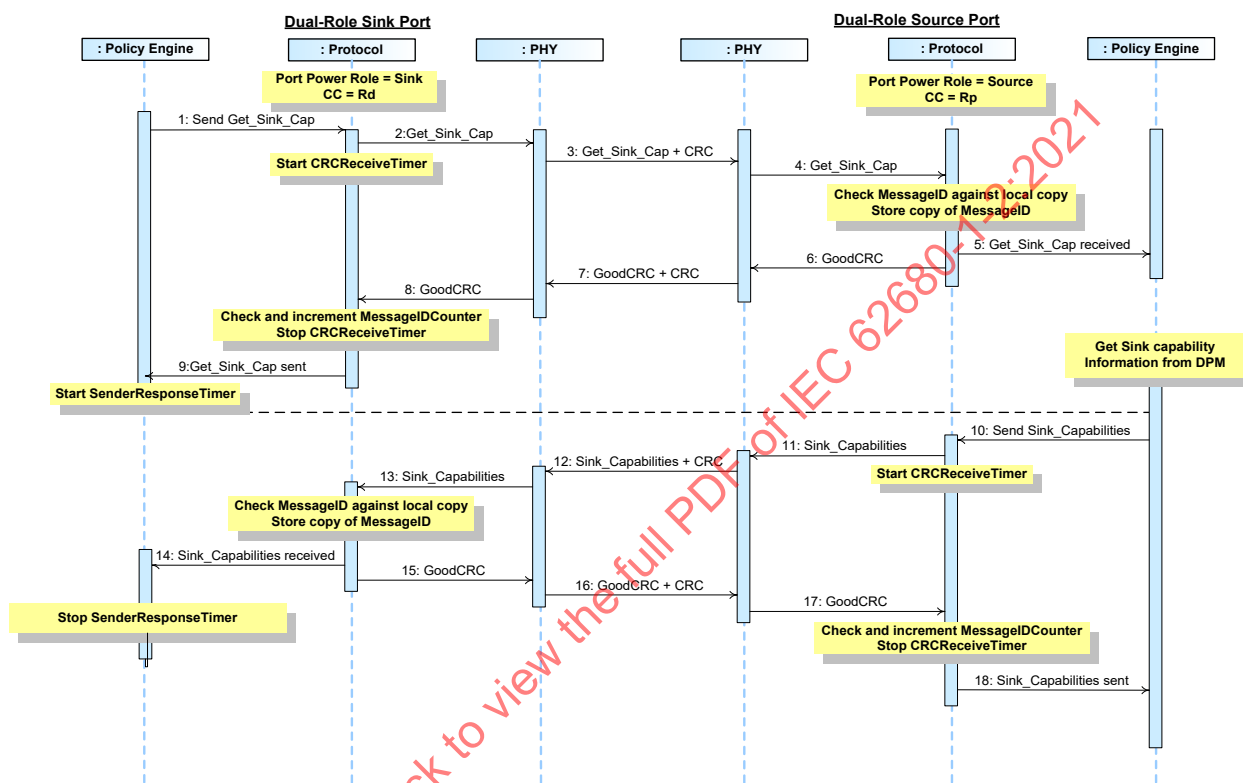 Dual-Role Sink Port
Dual-Role Source Port
: Policy Engine
: Protocol
: PHY
: PHY
: Protocol
: Policy Engine
Port Power Role = Sink
CC = Rd
Port Power Role = Source
CC = Rp
1: Send Get_Sink_Cap
2:Get_Sink_Cap
Start CRCReceiveTimer
3: Get_Sink_Cap + CRC
4: Get_Sink_Cap
Check MessageID against local copy
Store copy of MessageID
5: Get_Sink_Cap received
6: GoodCRC
7: GoodCRC + CRC
8: GoodCRC
Check and increment MessageIDCounter
Stop CRCReceiveTimer
Get Sink capability
Information from DPM
9:Get_Sink_Cap sent
Start SenderResponseTimer
10: Send Sink_Capabilities
11: Sink_Capabilities
Start CRCReceiveTimer
12: Sink_Capabilities + CRC
13: Sink_Capabilities
Check MessageID against local copy
Store copy of MessageID
14: Sink_Capabilities received
15: GoodCRC
16: GoodCRC + CRC
17: GoodCRC
Stop SenderResponseTimer
Check and increment MessageIDCounter
Stop CRCReceiveTimer
18: Sink_Capabilities sent
ck to view the full PDF of IEC 62680-1-2:2021